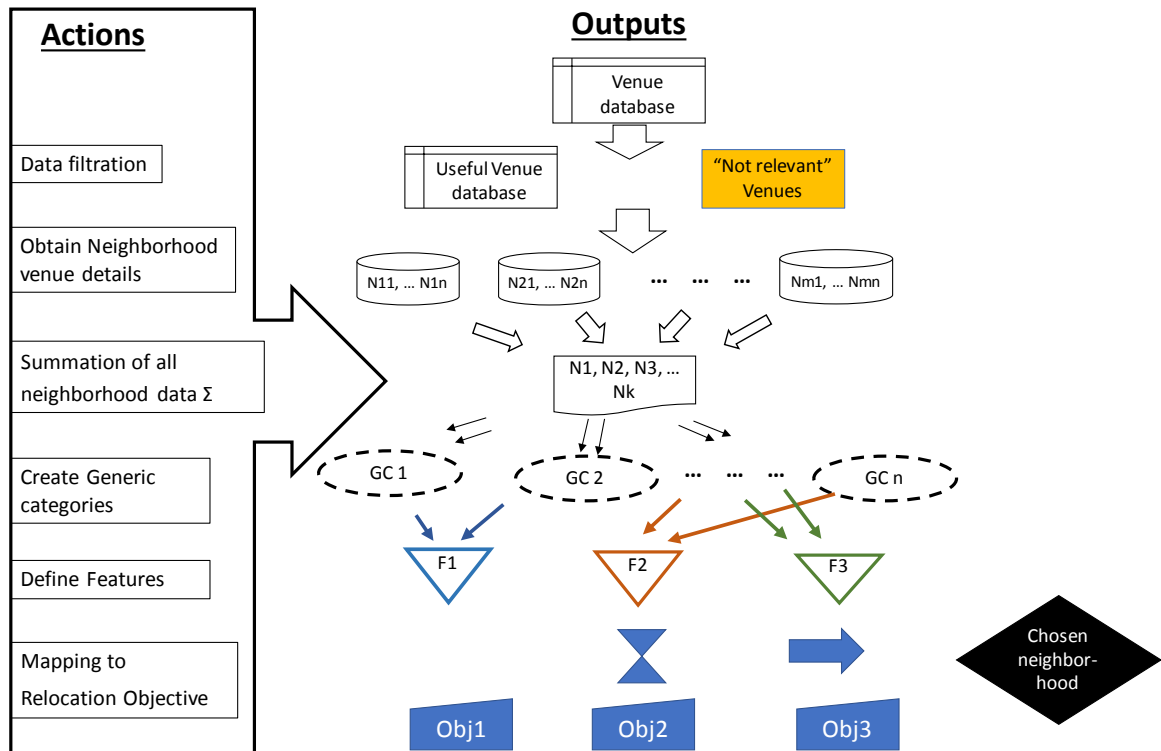 Actions
Data filtration
Obtain Neighborhood
venue details
Summation of all
neighborhood data Σ
Create Generic
categories
Define Features
Mapping to
Relocation Objective
Outputs
Venue
database
Useful Venue
database
“Not relevant”
Venues
N11, ... N1n
N21, ... N2n
... ... ...
Nm1, ... Nmn
N1, N2, N3, ...
Nk
GC 1
GC 2
... ... ...
GC n
F1
F2
F3
Chosen
neighbor-
hood
Obj1
Obj2
Obj3